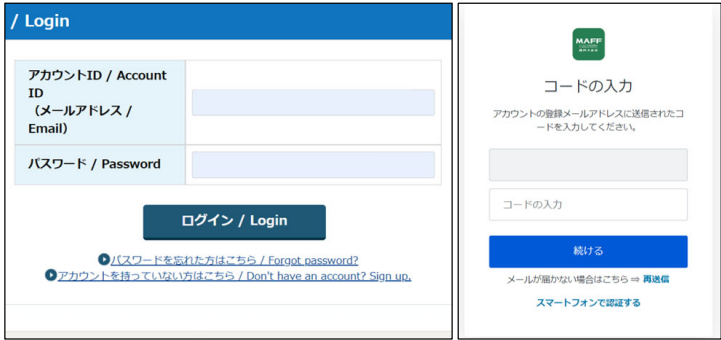 / Login
アカウントID / Account
ID
（メールアドレス /
Email）
パスワード / Password
ログイン / Login
パスワードを忘れた方はこちら / Forgot password?
アカウントを持っていない方はこちら / Don't have an account? Sign up.
MAFF
コードの入力
アカウントの登録メールアドレスに送信されたコ
ードを入力してください。
コードの入力
続ける
メールが届かない場合はこちら ⇒ 再送信
スマートフォンで認証する